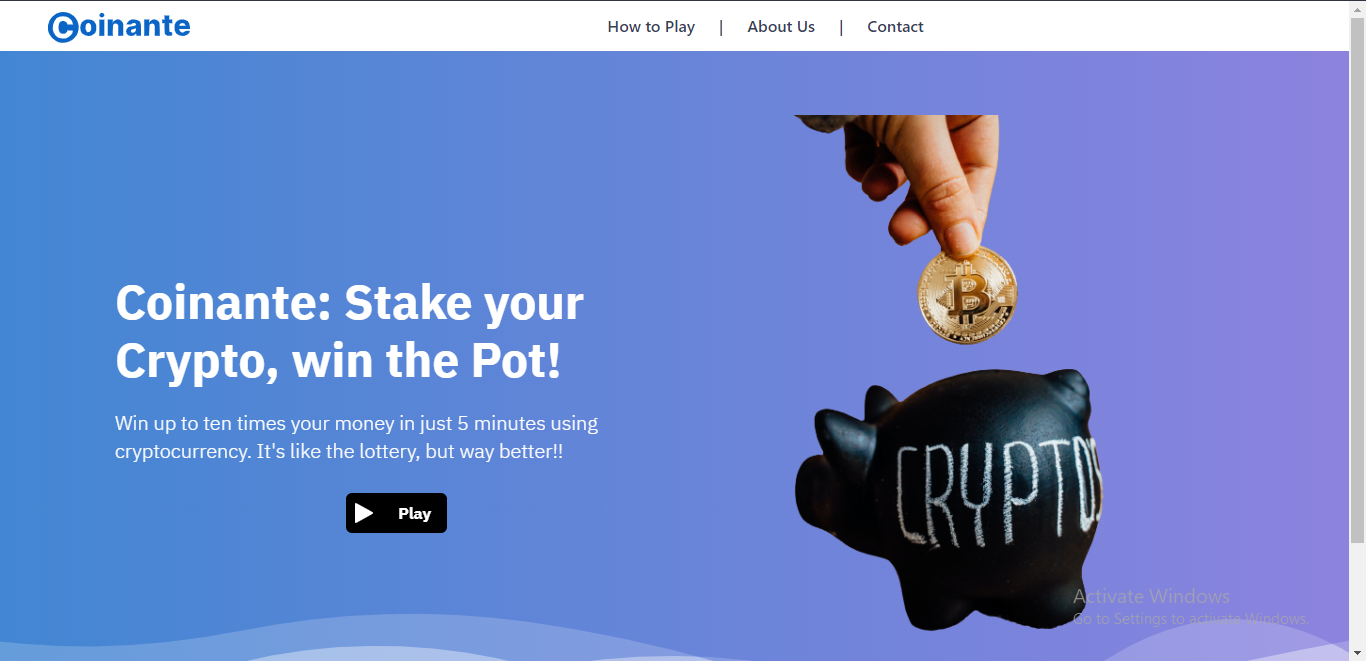 Coinante
How to Play | About Us | Contact
Coinante: Stake your
Crypto, win the Pot!
Win up to ten times your money in just 5 minutes using
cryptocurrency. It's like the lottery, but way better!!
Play
B
CRYPTOS
Activate Windows
Go to Settings to activate Windows.